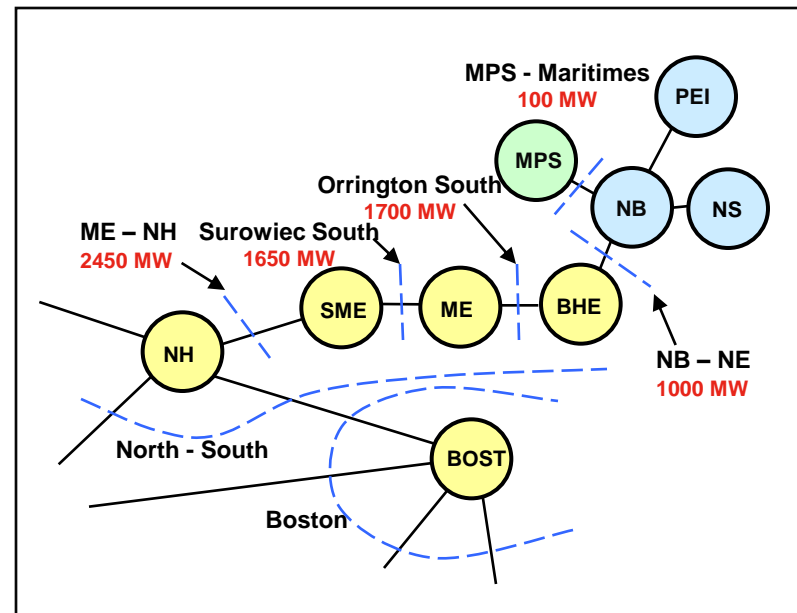 MPS - Maritimes
100 MW
PEI
MPS
Orrington South
1700 MW
NB
NS
ME – NH
2450 MW
Surowiec South
1650 MW
SME
ME
BHE
NH
NB – NE
1000 MW
North - South
BOST
Boston